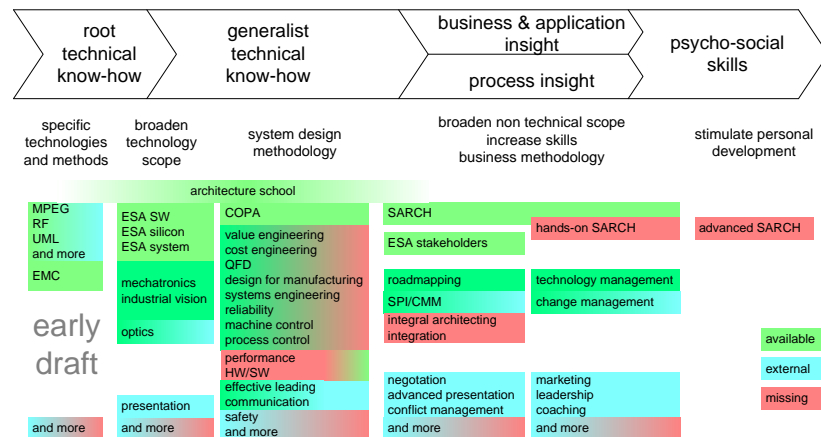 root
technical
know-how
generalist
technical
know-how
business & application
insight
process insight
psycho-social
skills
specific
technologies
and methods
broaden
technology
scope
system design
methodology
broaden non technical scope
increase skills
business methodology
stimulate personal
development
architecture school
MPEG
RF
UML
and more
EMC
early
draft
and more
ESA SW
ESA silicon
ESA system
mechatronics
industrial vision
optics
presentation
and more
COPA
value engineering
cost engineering
QFD
design for manufacturing
systems engineering
reliability
machine control
process control
performance
HW/SW
effective leading
communication
safety
and more
SARCH
ESA stakeholders
roadmapping
SPI/CMM
integral architecting
integration
negotation
advanced presentation
conflict management
and more
hands-on SARCH
technology management
change management
marketing
leadership
coaching
and more
advanced SARCH
available
external
missing